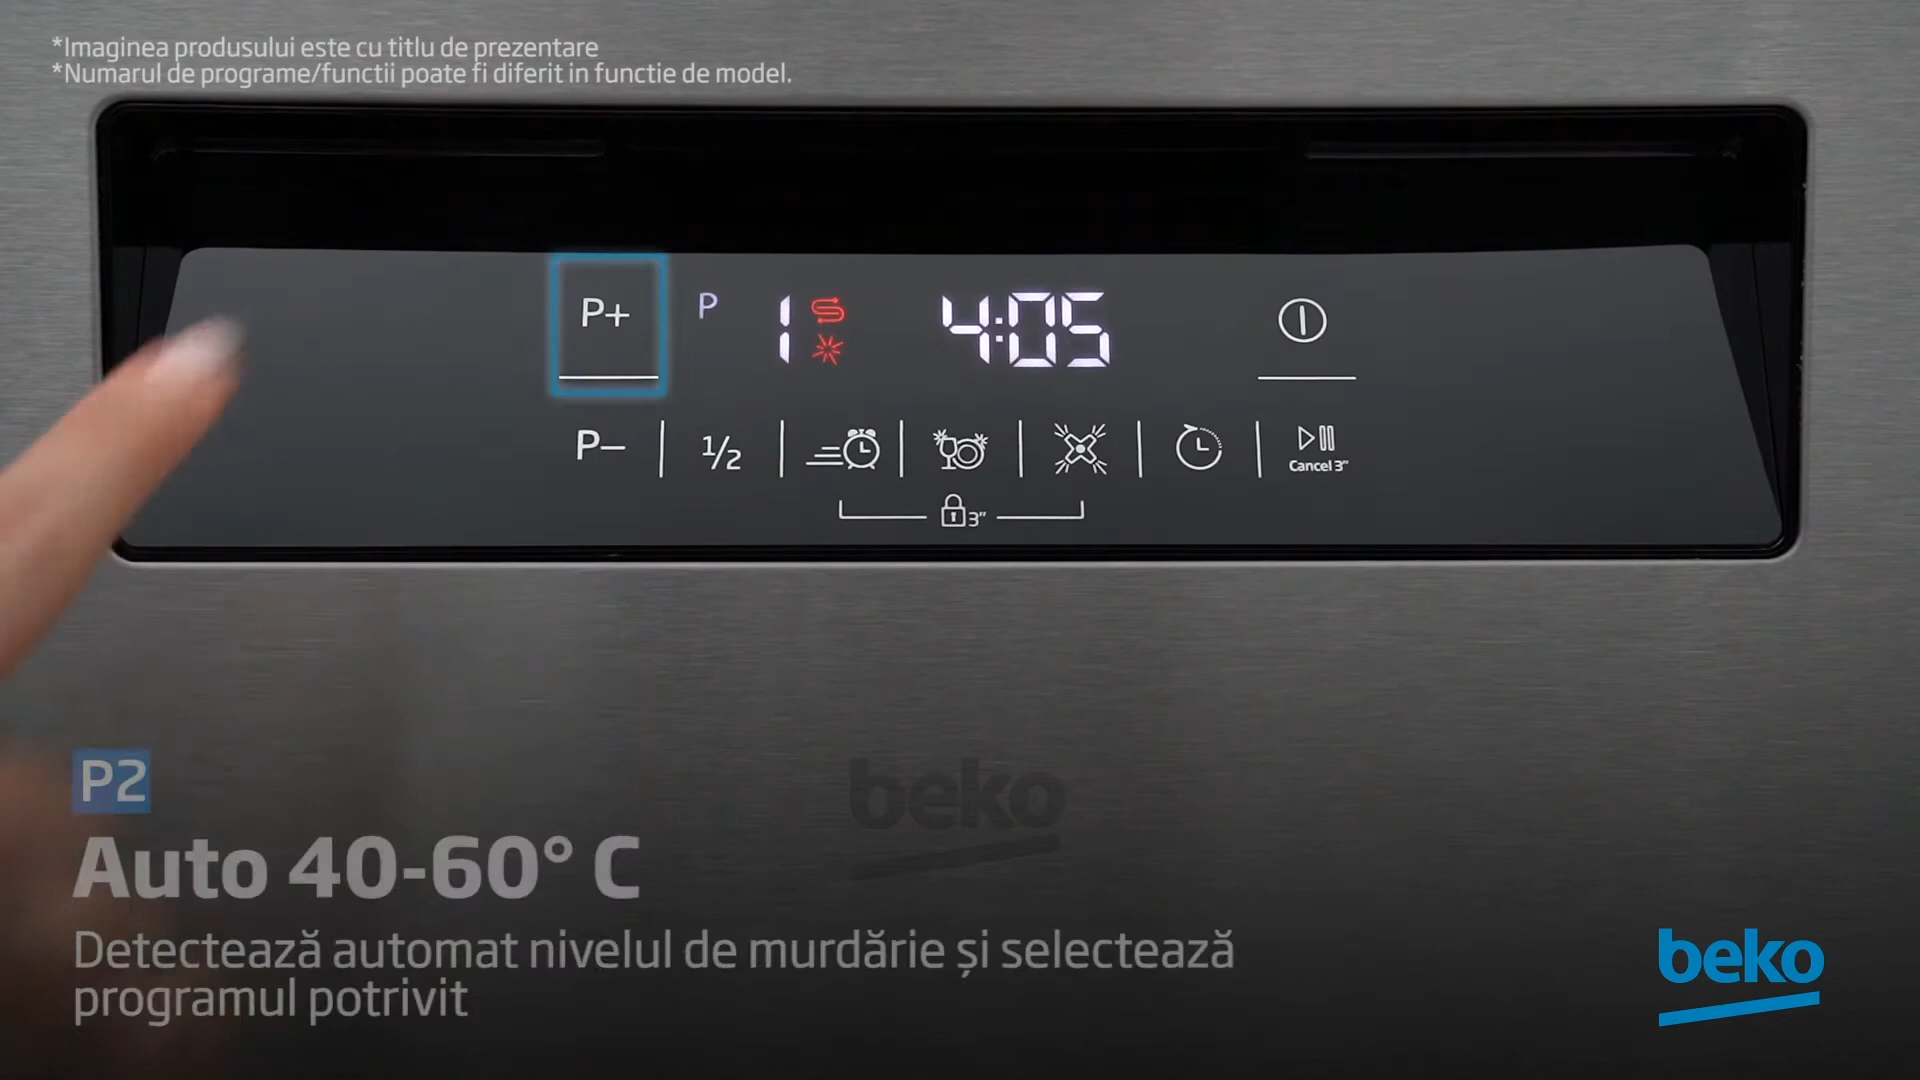 *Imaginea produsului este cu titlu de prezentare
*Numarul de programe/functii poate fi diferit in functie de model.
P+ P 1 4:05
P− ½ Cancel 3”
3”
beko
P2
Auto 40-60° C
Detectează automat nivelul de murdărie și selectează
programul potrivit
beko